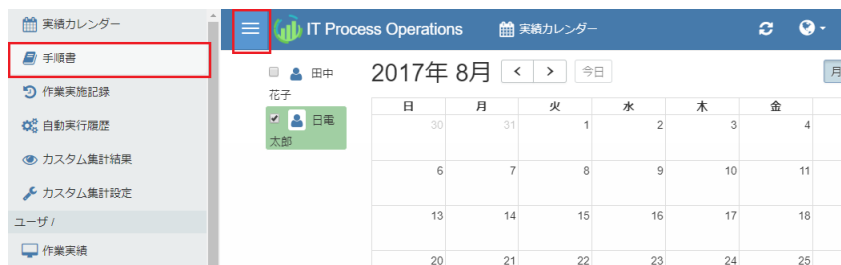 実績カレンダー
手順書
作業実施記録
自動実行履歴
カスタム集計結果
カスタム集計設定
ユーザ /
作業実績
IT Process Operations 実績カレンダー
田中
花子
日電
太郎
2017年 8月 < > 今日 月
日 月 火 水 木 金
30 31 1 2 3 4
6 7 8 9 10 11
13 14 15 16 17 18
20 21 22 23 24 25